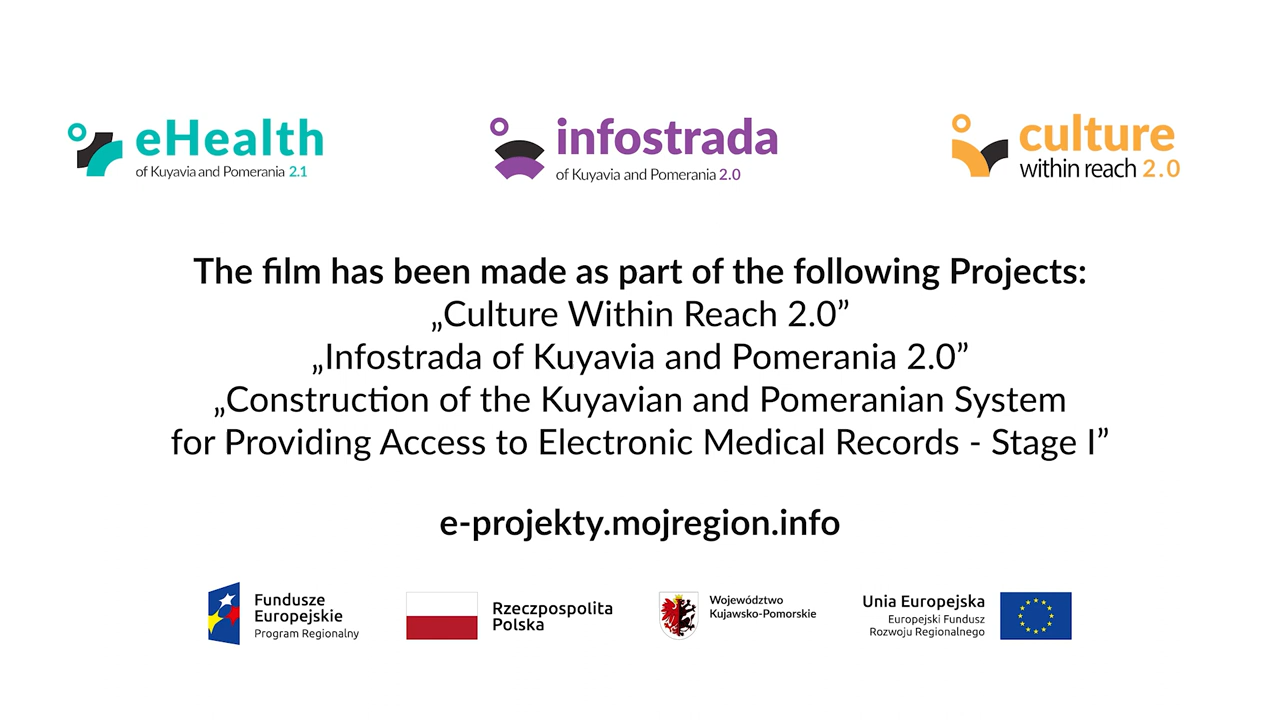 eHealth
of Kuyavia and Pomerania 2.1
infostrada
of Kuyavia and Pomerania 2.0
culture
within reach 2.0
The film has been made as part of the following Projects:
„Culture Within Reach 2.0”
„Infostrada of Kuyavia and Pomerania 2.0”
„Construction of the Kuyavian and Pomeranian System
for Providing Access to Electronic Medical Records - Stage I”
e-projekty.mojregion.info
Fundusze
Europejskie
Program Regionalny
Rzeczpospolita
Polska
Województwo
Kujawsko-Pomorskie
Unia Europejska
Europejski Fundusz
Rozwoju Regionalnego